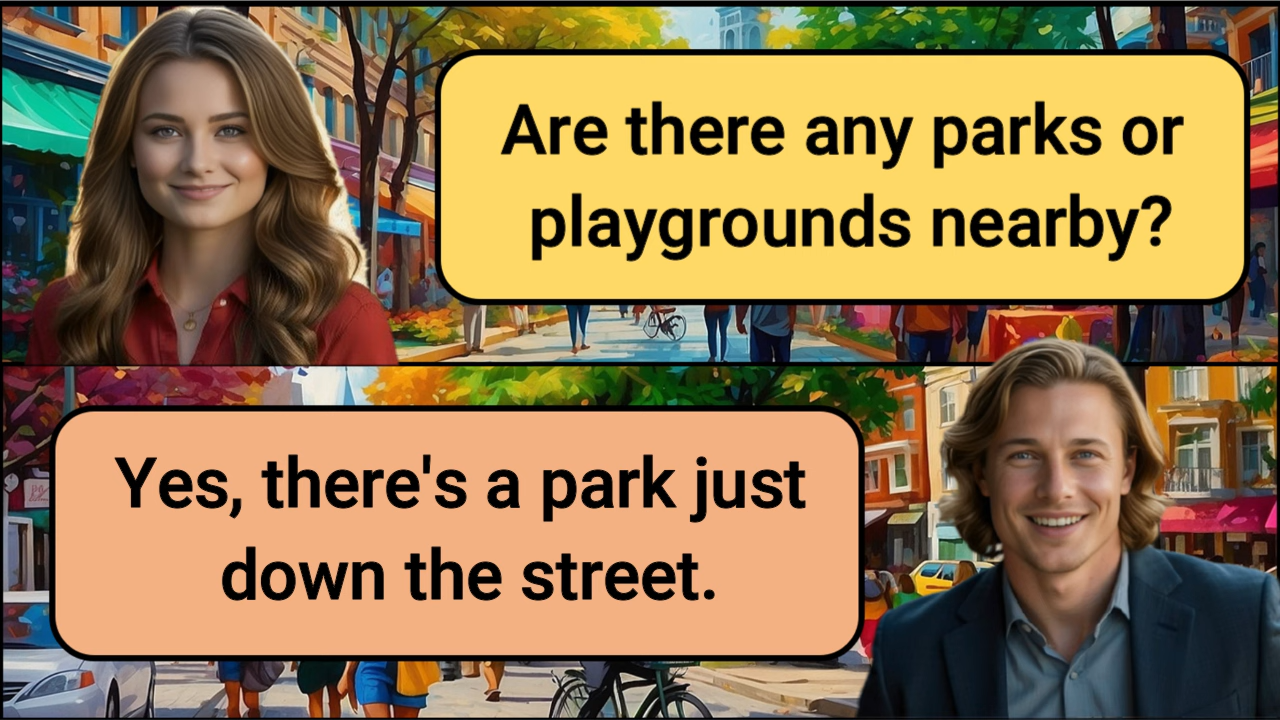 Are there any parks or
playgrounds nearby?
Yes, there's a park just
down the street.